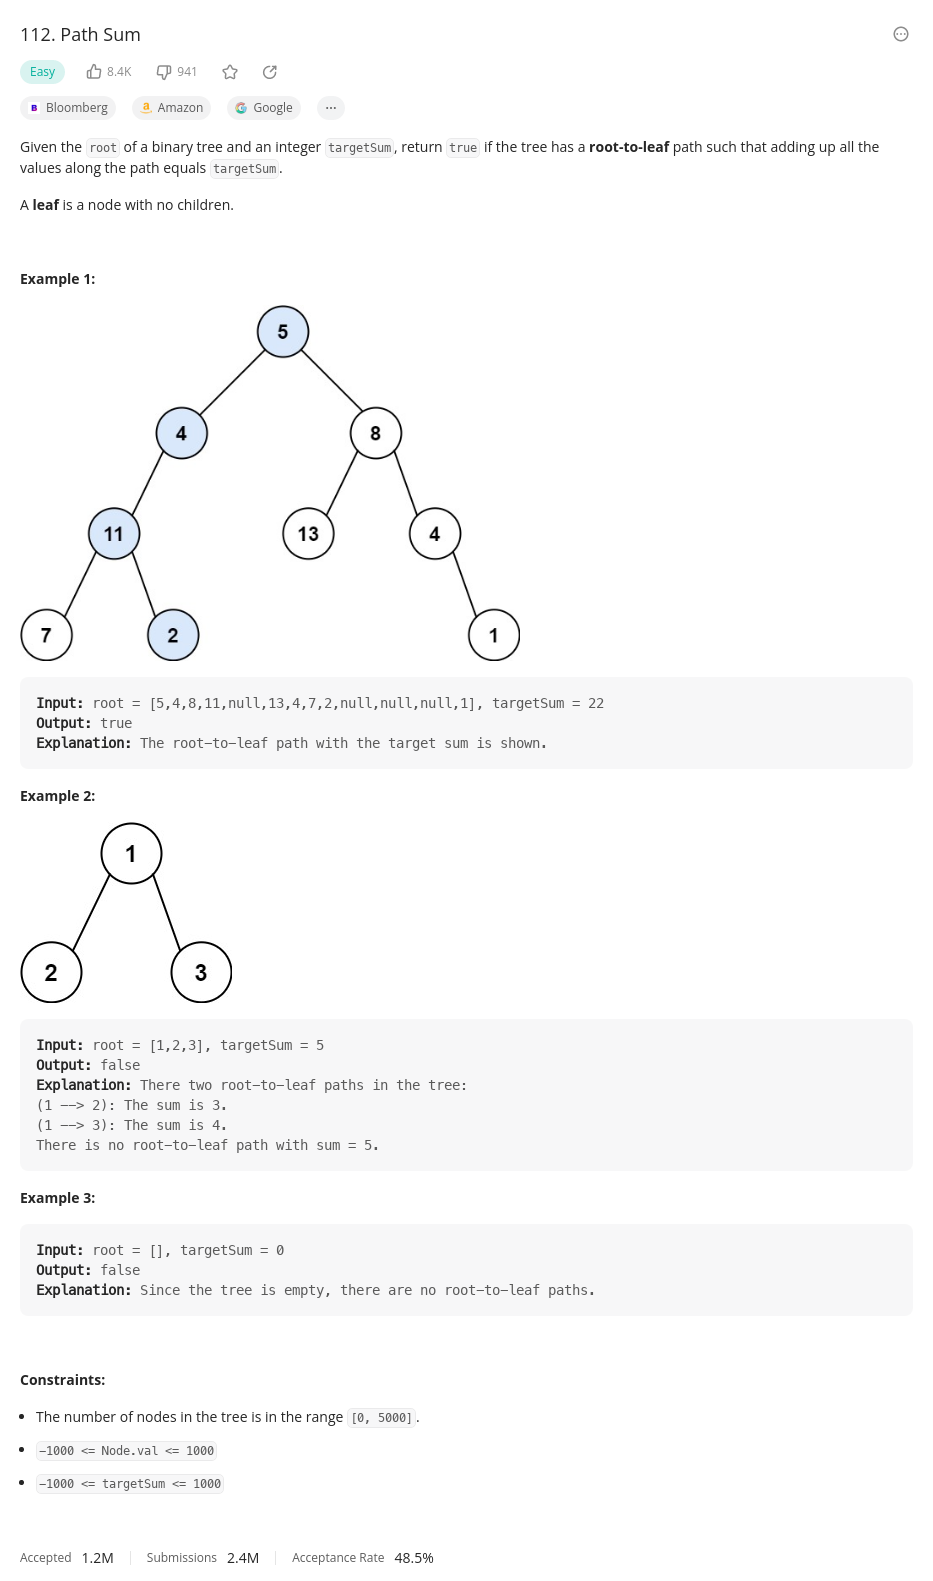 112. Path Sum
Easy 8.4K 941
B Bloomberg a Amazon G Google ...
Given the root of a binary tree and an integer targetSum, return true if the tree has a root-to-leaf path such that adding up all the
values along the path equals targetSum.
A leaf is a node with no children.
Example 1:
5
4 8
11 13 4
7 2 1
Input: root = [5,4,8,11,null,13,4,7,2,null,null,null,1], targetSum = 22
Output: true
Explanation: The root-to-leaf path with the target sum is shown.
Example 2:
1
2 3
Input: root = [1,2,3], targetSum = 5
Output: false
Explanation: There two root-to-leaf paths in the tree:
(1 --> 2): The sum is 3.
(1 --> 3): The sum is 4.
There is no root-to-leaf path with sum = 5.
Example 3:
Input: root = [], targetSum = 0
Output: false
Explanation: Since the tree is empty, there are no root-to-leaf paths.
Constraints:
• The number of nodes in the tree is in the range [0, 5000].
• -1000 <= Node.val <= 1000
• -1000 <= targetSum <= 1000
Accepted 1.2M Submissions 2.4M Acceptance Rate 48.5%